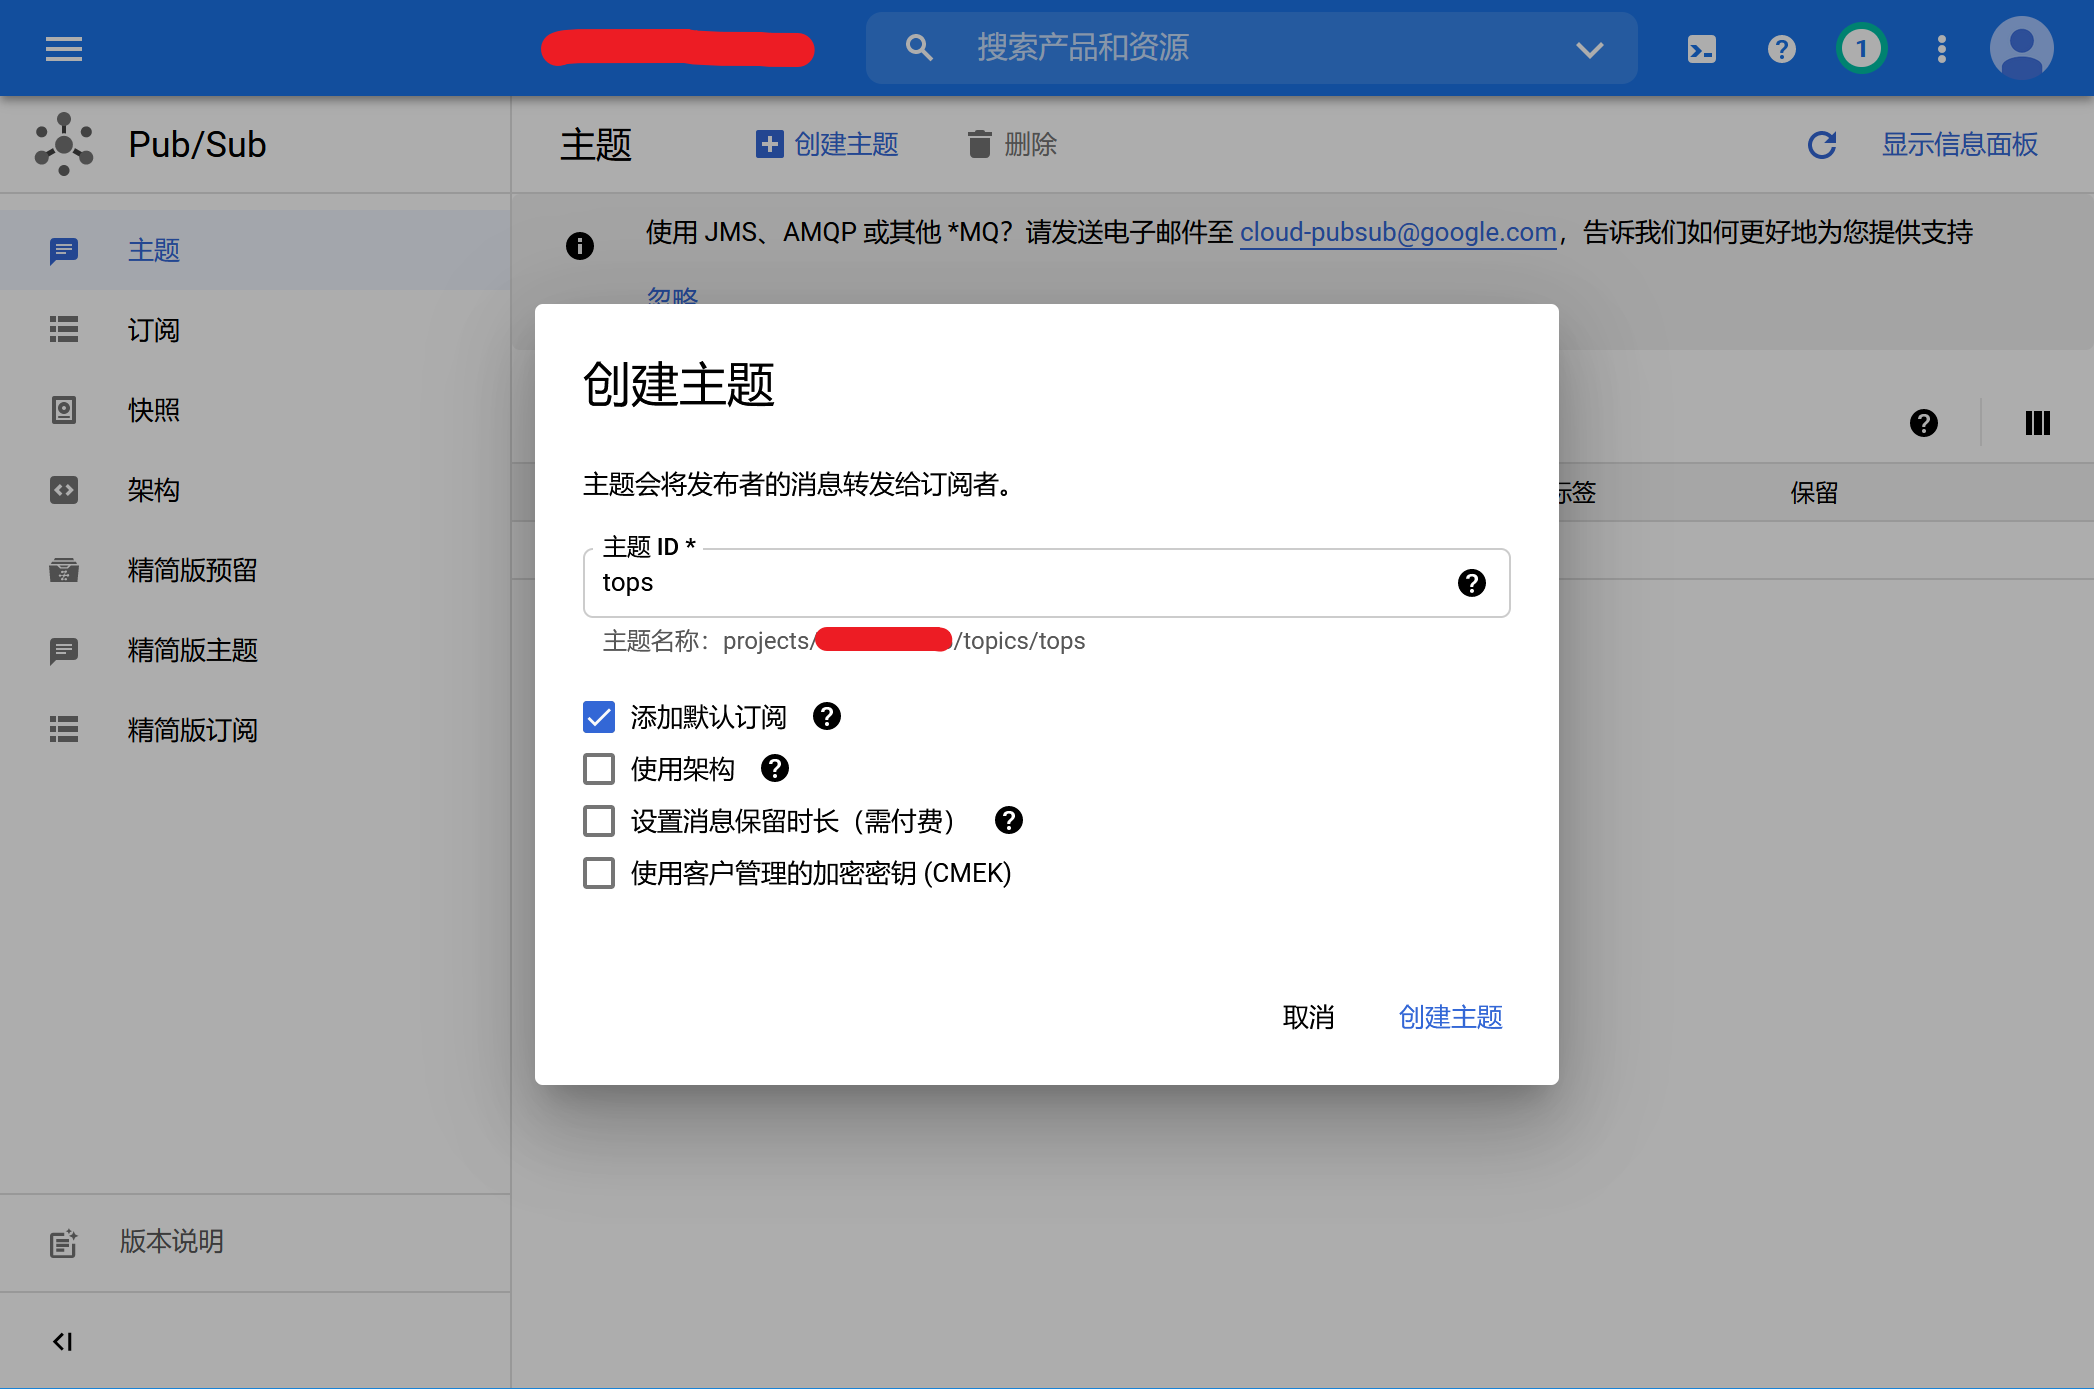 搜索产品和资源
1
Pub/Sub
主题
创建主题
删除
显示信息面板
主题
订阅
快照
架构
精简版预留
精简版主题
精简版订阅
版本说明
使用 JMS、AMQP 或其他 *MQ？请发送电子邮件至 cloud-pubsub@google.com，告诉我们如何更好地为您提供支持
忽略
标签
保留
创建主题
主题会将发布者的消息转发给订阅者。
主题 ID *
tops
主题名称：projects/ /topics/tops
添加默认订阅
使用架构
设置消息保留时长（需付费）
使用客户管理的加密密钥 (CMEK)
取消
创建主题